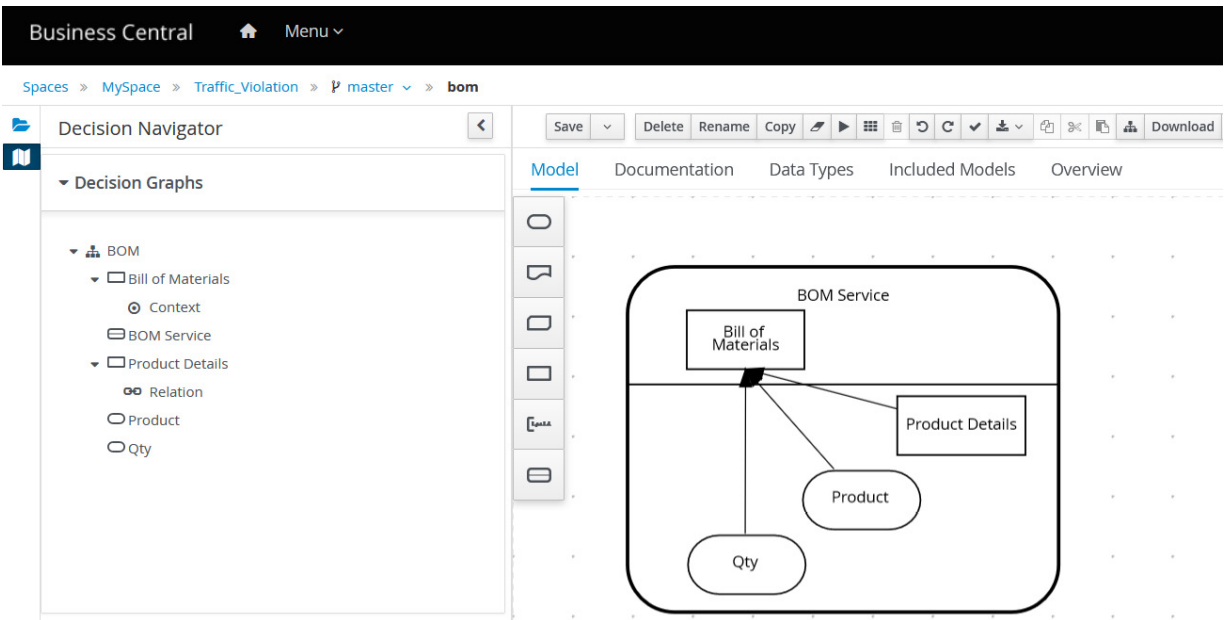 Business Central
Menu
Spaces » MySpace » Traffic_Violation » master » bom
Decision Navigator
Save
Delete
Rename
Copy
Download
Decision Graphs
Model
Documentation
Data Types
Included Models
Overview
BOM
Bill of Materials
Context
BOM Service
Product Details
Relation
Product
Qty
BOM Service
Bill of
Materials
Product Details
Product
Qty